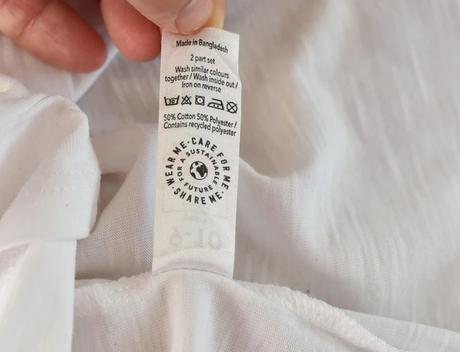 Made in Bangladesh
2 part set
Wash similar colours
together / Wash inside out /
Iron on reverse
50% Cotton 50% Polyester /
Contains recycled polyester
WEAR ME · CARE FOR ME · SHARE ME ·
FOR A SUSTAINABLE FUTURE